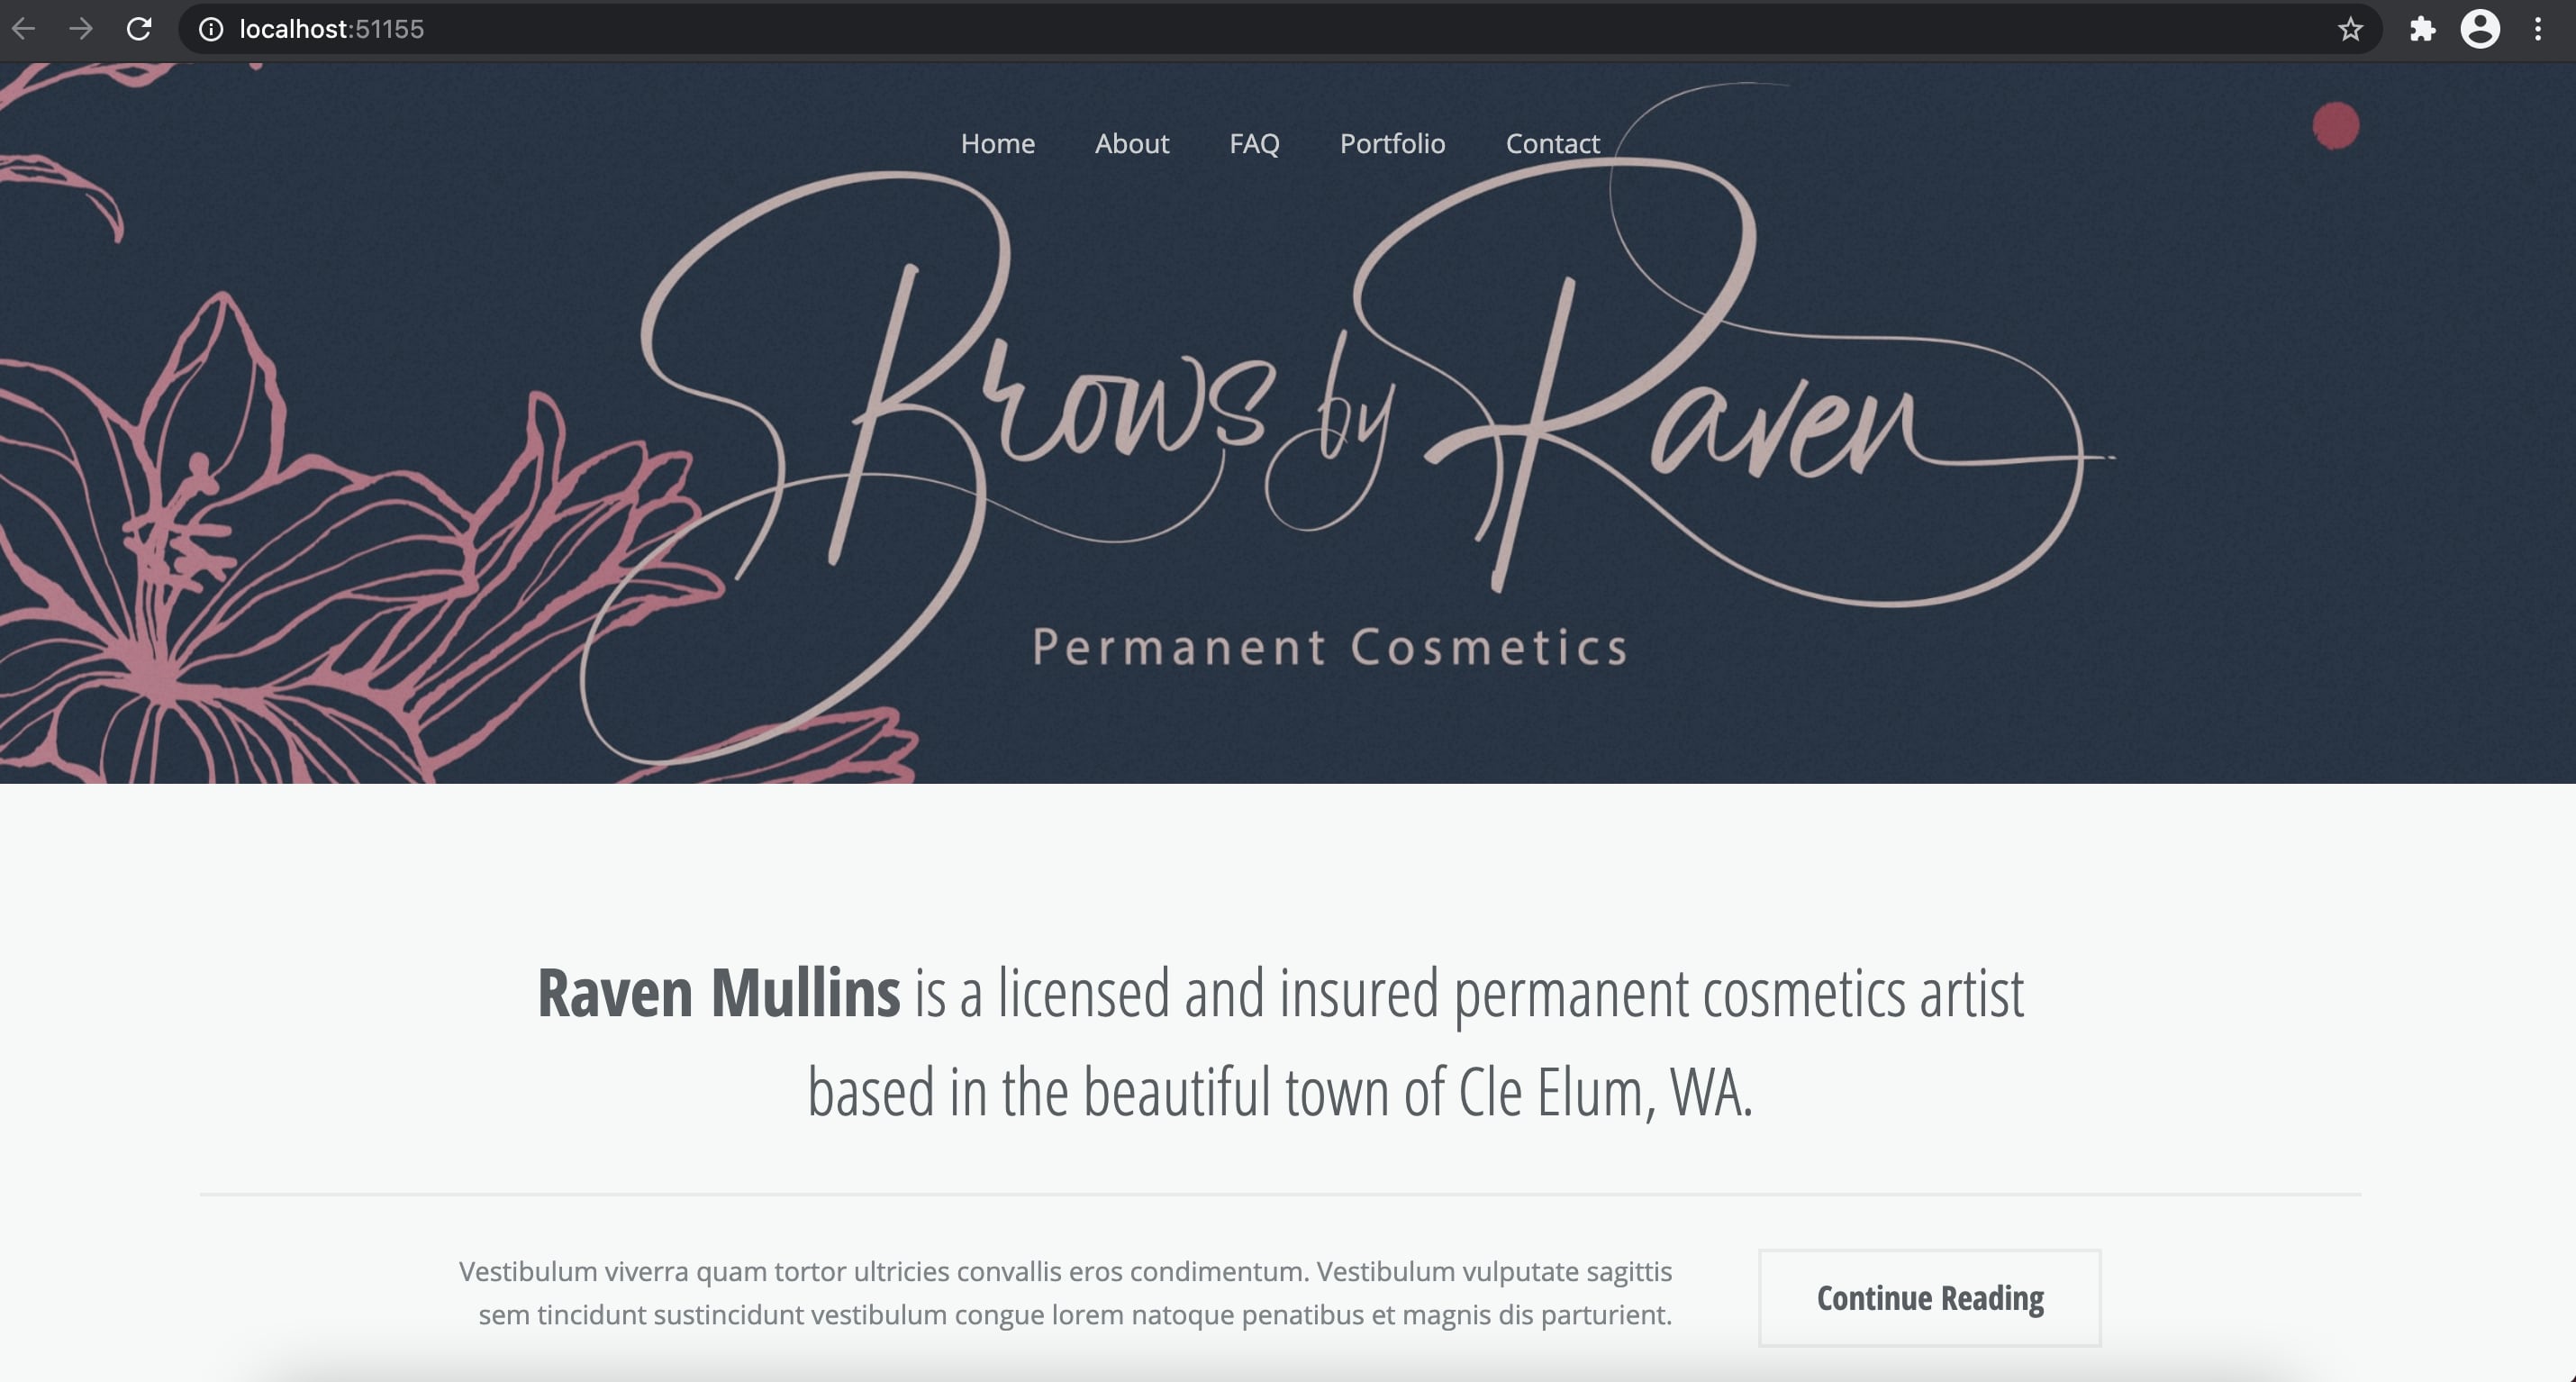 localhost:51155
Home About FAQ Portfolio Contact
Brows by Raven
Permanent Cosmetics
Raven Mullins is a licensed and insured permanent cosmetics artist
based in the beautiful town of Cle Elum, WA.
Vestibulum viverra quam tortor ultricies convallis eros condimentum. Vestibulum vulputate sagittis
sem tincidunt sustincidunt vestibulum congue lorem natoque penatibus et magnis dis parturient.
Continue Reading